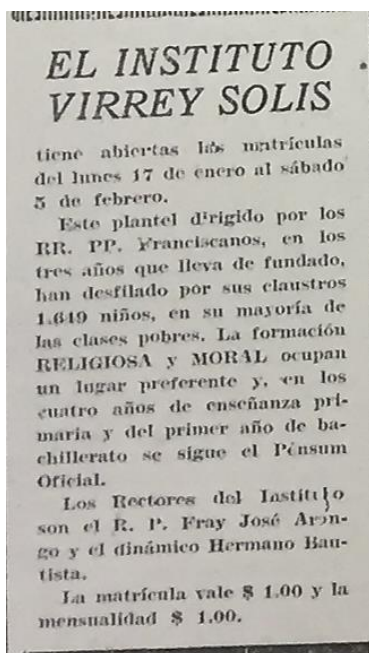 EL INSTITUTO
VIRREY SOLIS
tiene abiertas las matrículas
del lunes 17 de enero al sábado
5 de febrero.
Este plantel dirigido por los
RR. PP. Franciscanos, en los
tres años que lleva de fundado,
han desfilado por sus claustros
1.649 niños, en su mayoría de
las clases pobres. La formación
RELIGIOSA y MORAL ocupan
un lugar preferente y, en los
cuatro años de enseñanza pri-
maria y del primer año de ba-
chillerato se sigue el Pénsum
Oficial.
Los Rectores del Instituto
son el R. P. Fray José Aron-
go y el dinámico Hermano Bau-
tista.
La matrícula vale $ 1.00 y la
mensualidad $ 1.00.